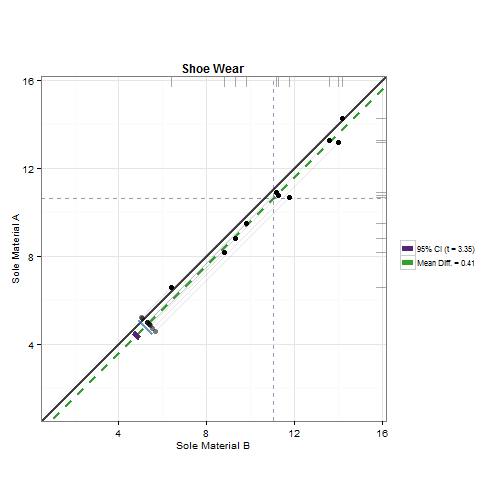 Shoe Wear
16
12
8
4
Sole Material A
4
8
12
16
Sole Material B
95% CI (t = 3.35)
Mean Diff. = 0.41